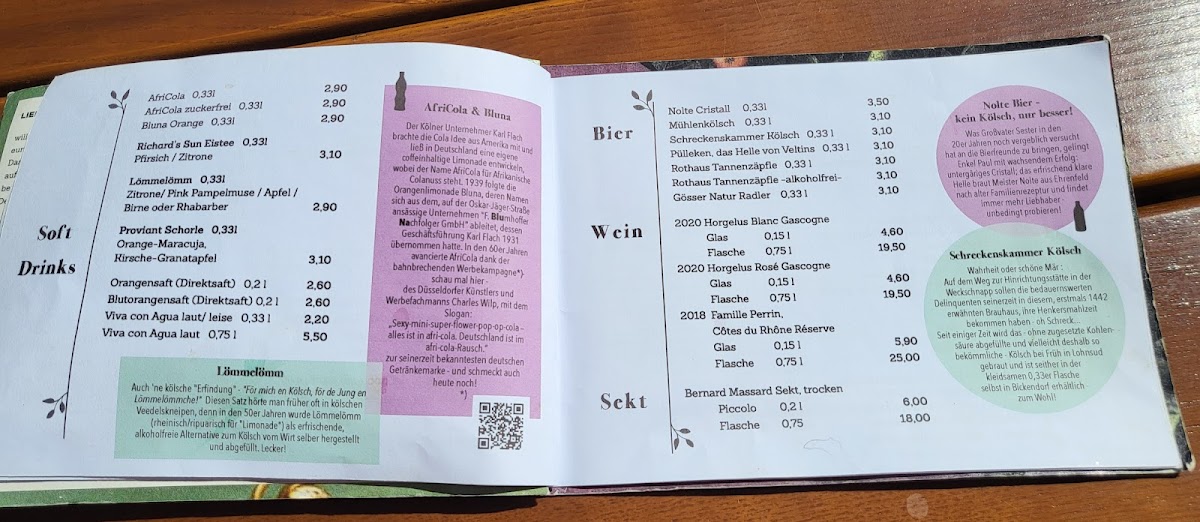 LIE
will
eur
Da
be
Soft
Drinks
AfriCola 0,33l 2,90
AfriCola zuckerfrei 0,33l 2,90
Bluna Orange 0,33l 2,90
Richard's Sun Eistee 0,33l
Pfirsich / Zitrone 3,10
Lömmelömm 0,33l
Zitrone/ Pink Pampelmuse / Apfel /
Birne oder Rhabarber 2,90
Proviant Schorle 0,33l
Orange-Maracuja,
Kirsche-Granatapfel 3,10
Orangensaft (Direktsaft) 0,2 l 2,60
Blutorangensaft (Direktsaft) 0,2 l 2,60
Viva con Agua laut/ leise 0,33 l 2,20
Viva con Agua laut 0,75 l 5,50
Lömmelömm
Auch 'ne kölsche "Erfindung" - "För mich en Kölsch, för de Jung en
Lömmelömmche!" Diesen Satz hörte man früher oft in kölschen
Veedelskneipen, denn in den 50er Jahren wurde Lömmelömm
(rheinisch/ripuarisch für "Limonade") als erfrischende,
alkoholfreie Alternative zum Kölsch vom Wirt selber hergestellt
und abgefüllt. Lecker!
AfriCola & Bluna
Der Kölner Unternehmer Karl Flach
brachte die Cola Idee aus Amerika mit und
ließ in Deutschland eine eigene
coffeinhaltige Limonade entwickeln,
wobei der Name AfriCola für Afrikanische
Colanuss steht. 1939 folgte die
Orangenlimonade Bluna, deren Namen
sich aus dem, auf der Oskar-Jäger-Straße
ansässige Unternehmen "F. Blumhoffer
Nachfolger GmbH" ableitet, dessen
Geschäftsführung Karl Flach 1931
übernommen hatte. In den 60er Jahren
avancierte AfriCola dank der
bahnbrechenden Werbekampagne*)
- schau mal hier -
des Düsseldorfer Künstlers und
Werbefachmanns Charles Wilp, mit dem
Slogan:
„Sexy-mini-super-flower-pop-op-cola -
alles ist in afri-cola. Deutschland ist im
afri-cola-Rausch."
zur seinerzeit bekanntesten deutschen
Getränkemarke - und schmeckt auch
heute noch!
*)
Bier
Nolte Cristall 0,33l 3,50
Mühlenkölsch 0,33l 3,10
Schreckenskammer Kölsch 0,33 l 3,10
Pülleken, das Helle von Veltins 0,33 l 3,10
Rothaus Tannenzäpfle 0,33 l 3,10
Rothaus Tannenzäpfle -alkoholfrei- 0,33 l 3,10
Gösser Natur Radler 0,33 l 3,10
Wein
2020 Horgelus Blanc Gascogne
Glas 0,15 l 4,60
Flasche 0,75 l 19,50
2020 Horgelus Rosé Gascogne
Glas 0,15 l 4,60
Flasche 0,75 l 19,50
2018 Famille Perrin,
Côtes du Rhône Réserve
Glas 0,15 l 5,90
Flasche 0,75 l 25,00
Sekt
Bernard Massard Sekt, trocken
Piccolo 0,2 l 6,00
Flasche 0,75 18,00
Nolte Bier -
kein Kölsch, nur besser!
Was Großvater Sester in den
20er Jahren noch vergeblich versucht
hat an die Bierfreunde zu bringen, gelingt
Enkel Paul mit wachsendem Erfolg:
untergäriges Cristall; das erfrischend klare
Helle braut Meister Nolte aus Ehrenfeld
nach alter Familienrezeptur und findet
immer mehr Liebhaber -
unbedingt probieren!
Schreckenskammer Kölsch
Wahrheit oder schöne Mär :
Auf dem Weg zur Hinrichtungsstätte in der
Weckschnapp sollen die bedauernswerten
Delinquenten seinerzeit in diesem, erstmals 1442
erwähnten Brauhaus, ihre Henkersmahlzeit
bekommen haben - oh Schreck...
Seit einiger Zeit wird das - ohne zugesetzte Kohlen-
säure abgefüllte und vielleicht deshalb so
bekömmliche - Kölsch bei Früh in Lohnsud
gebraut und ist seither in der
kleidsamen 0,33er Flasche
selbst in Bickendorf erhältlich
zum Wohl!